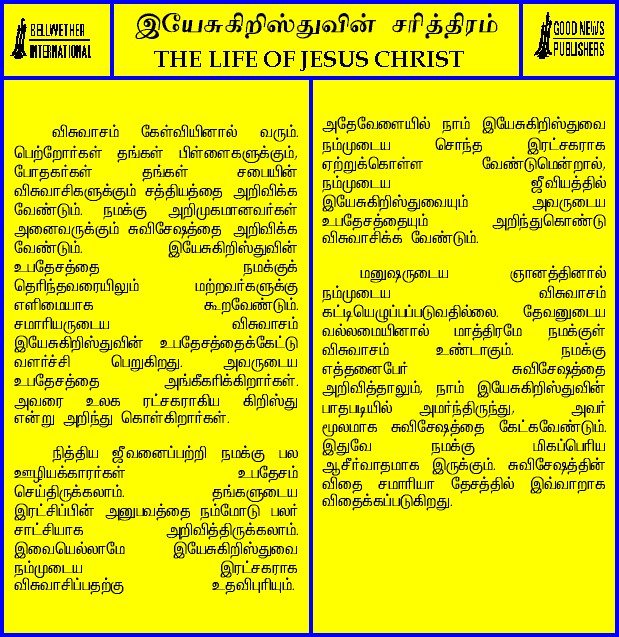 BELLWETHER
INTERNATIONAL
இயேசுகிறிஸ்துவின் சரித்திரம்
THE LIFE OF JESUS CHRIST
GOOD NEWS
PUBLISHERS
விசுவாசம் கேள்வியினால் வரும்.
பெற்றோர்கள் தங்கள் பிள்ளைகளுக்கும்,
போதகர்கள் தங்கள் சபையின்
விசுவாசிகளுக்கும் சத்தியத்தை அறிவிக்க
வேண்டும். நமக்கு அறிமுகமானவர்கள்
அனைவருக்கும் சுவிசேஷத்தை அறிவிக்க
வேண்டும். இயேசுகிறிஸ்துவின்
உபதேசத்தை நமக்குக்
தெரிந்தவரையிலும் மற்றவர்களுக்கு
எளிமையாக கூறவேண்டும்.
சமாரியருடைய விசுவாசம்
இயேசுகிறிஸ்துவின் உபதேசத்தைக்கேட்டு
வளர்ச்சி பெறுகிறது. அவருடைய
உபதேசத்தை அங்கீகரிக்கிறார்கள்.
அவரை உலக ரட்சகராகிய கிறிஸ்து
என்று அறிந்து கொள்கிறார்கள்.
நித்திய ஜீவனைப்பற்றி நமக்கு பல
ஊழியக்காரர்கள் உபதேசம்
செய்திருக்கலாம். தங்களுடைய
இரட்சிப்பின் அனுபவத்தை நம்மோடு பலர்
சாட்சியாக அறிவித்திருக்கலாம்.
இவையெல்லாமே இயேசுகிறிஸ்துவை
நம்முடைய இரட்சகராக
விசுவாசிப்பதற்கு உதவிபுரியும்.
அதேவேளையில் நாம் இயேசுகிறிஸ்துவை
நம்முடைய சொந்த இரட்சகராக
ஏற்றுக்கொள்ள வேண்டுமென்றால்,
நம்முடைய ஜீவியத்தில்
இயேசுகிறிஸ்துவையும் அவருடைய
உபதேசத்தையும் அறிந்துகொண்டு
விசுவாசிக்க வேண்டும்.
மனுஷருடைய ஞானத்தினால்
நம்முடைய விசுவாசம்
கட்டியெழுப்பப்படுவதில்லை. தேவனுடைய
வல்லமையினால் மாத்திரமே நமக்குள்
விசுவாசம் உண்டாகும். நமக்கு
எத்தனைபேர் சுவிசேஷத்தை
அறிவித்தாலும், நாம் இயேசுகிறிஸ்துவின்
பாதபடியில் அமர்ந்திருந்து, அவர்
மூலமாக சுவிசேஷத்தை கேட்கவேண்டும்.
இதுவே நமக்கு மிகப்பெரிய
ஆசீர்வாதமாக இருக்கும். சுவிசேஷத்தின்
விதை சமாரியா தேசத்தில் இவ்வாறாக
விதைக்கப்படுகிறது.